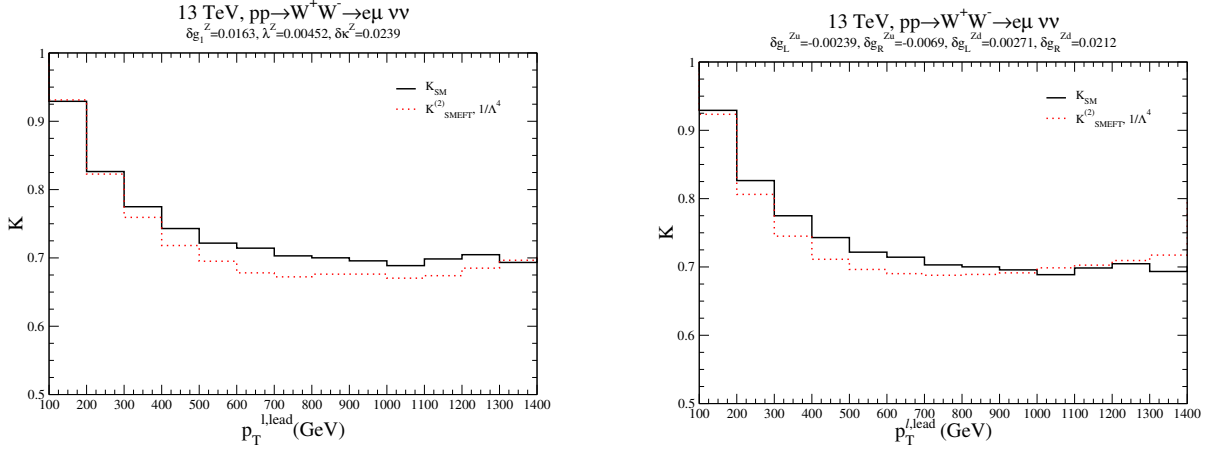 13 TeV, pp→W⁺W⁻→eμ νν
δg₁ᶻ=0.0163, λᶻ=0.00452, δκᶻ=0.0239
K_SM
K⁽²⁾_SMEFT, 1/Λ⁴
1
0.9
0.8
0.7
0.6
0.5
K
100 200 300 400 500 600 700 800 900 1000 1100 1200 1300 1400
p_T^{l,lead} (GeV)
13 TeV, pp→W⁺W⁻→eμ νν
δg_L^{Zu}=-0.00239, δg_R^{Zu}=-0.0069, δg_L^{Zd}=0.00271, δg_R^{Zd}=0.0212
K_SM
K⁽²⁾_SMEFT, 1/Λ⁴
1
0.9
0.8
0.7
0.6
0.5
K
100 200 300 400 500 600 700 800 900 1000 1100 1200 1300 1400
p_T^{l,lead} (GeV)